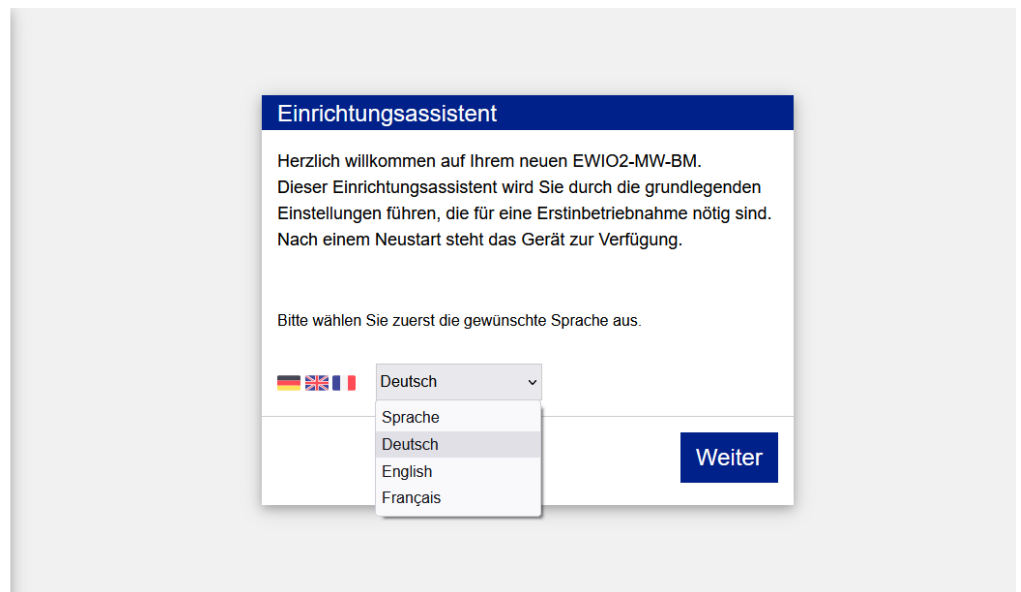 Einrichtungsassistent
Herzlich willkommen auf Ihrem neuen EWIO2-MW-BM.
Dieser Einrichtungsassistent wird Sie durch die grundlegenden
Einstellungen führen, die für eine Erstinbetriebnahme nötig sind.
Nach einem Neustart steht das Gerät zur Verfügung.
Bitte wählen Sie zuerst die gewünschte Sprache aus.
Deutsch
Sprache
Deutsch
English
Français
Weiter